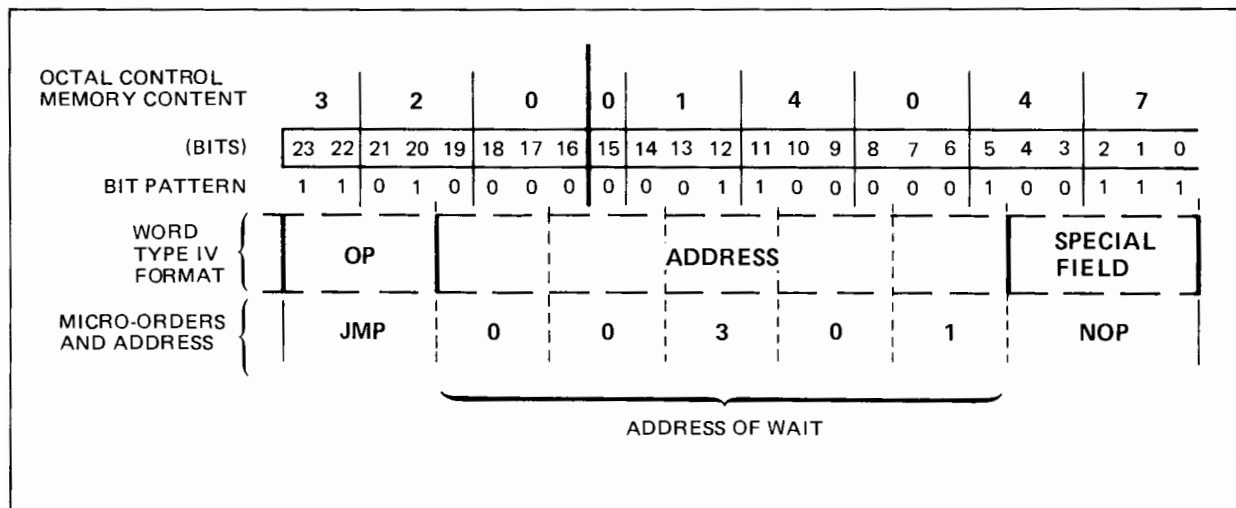 OCTAL CONTROL
MEMORY CONTENT 3 2 0 0 1 4 0 4 7
(BITS) 23 22 21 20 19 18 17 16 15 14 13 12 11 10 9 8 7 6 5 4 3 2 1 0
BIT PATTERN 1 1 0 1 0 0 0 0 0 0 0 1 1 0 0 0 0 0 1 0 0 1 1 1
WORD
TYPE IV
FORMAT
OP ADDRESS SPECIAL
FIELD
MICRO-ORDERS
AND ADDRESS JMP 0 0 3 0 1 NOP
ADDRESS OF WAIT